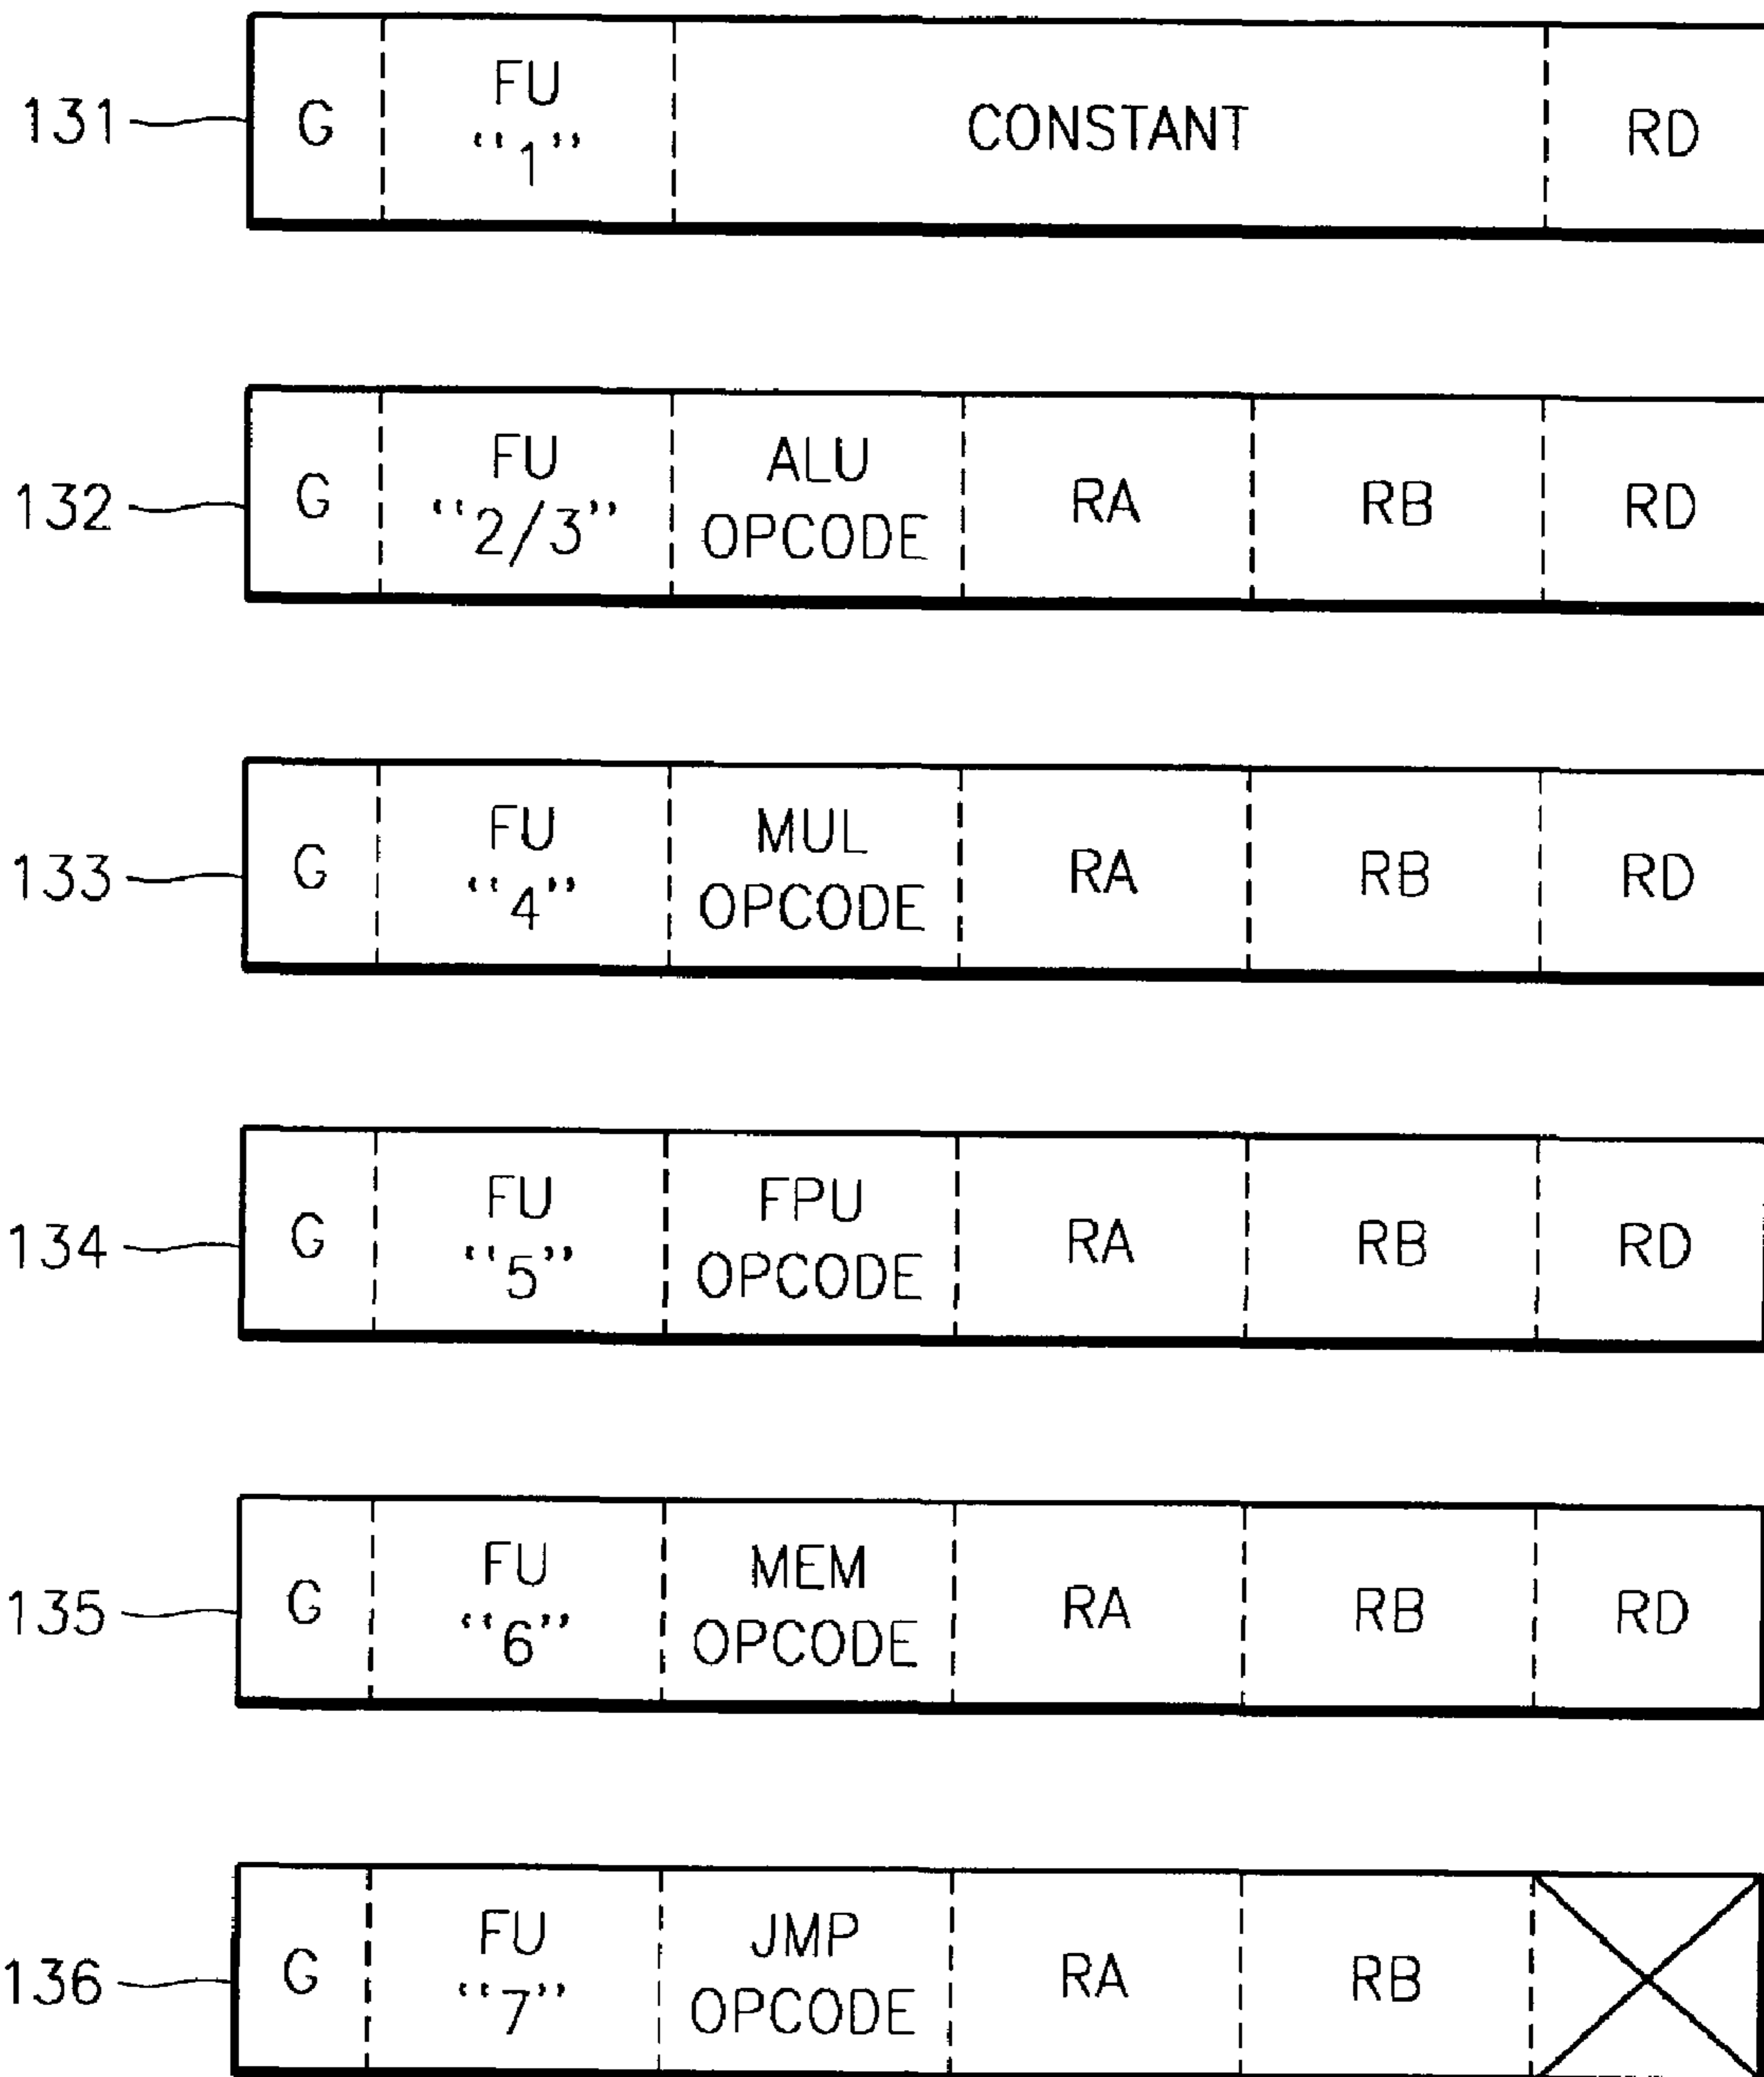 131 G FU "1" CONSTANT RD
132 G FU "2/3" ALU OPCODE RA RB RD
133 G FU "4" MUL OPCODE RA RB RD
134 G FU "5" FPU OPCODE RA RB RD
135 G FU "6" MEM OPCODE RA RB RD
136 G FU "7" JMP OPCODE RA RB